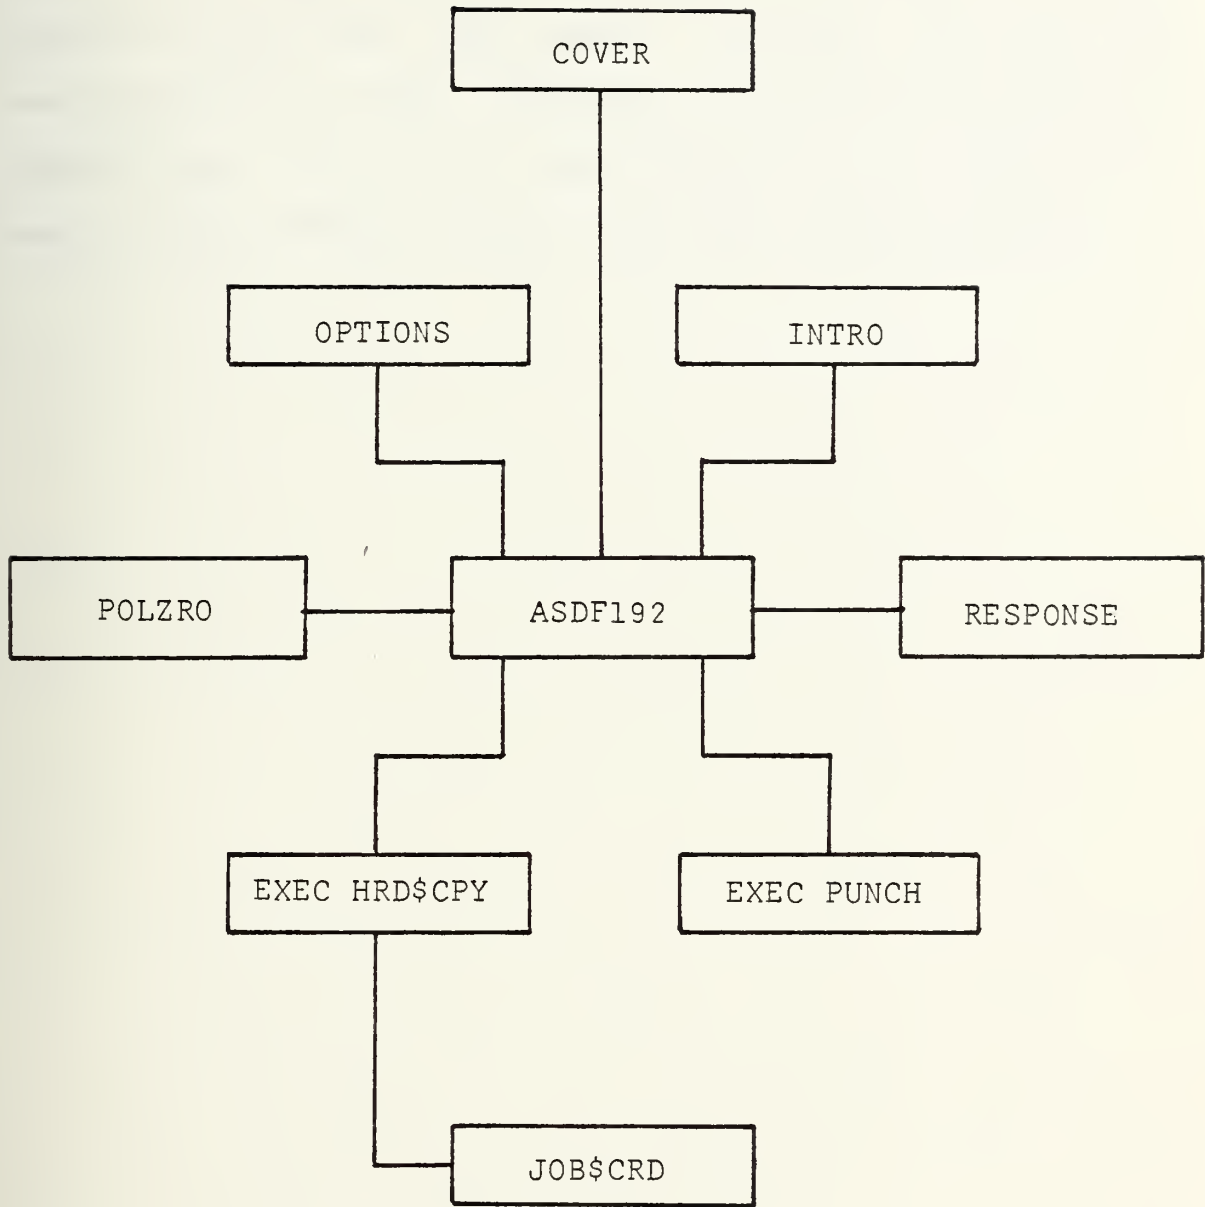 COVER
OPTIONS
INTRO
POLZRO
ASDF192
RESPONSE
EXEC HRD$CPY
EXEC PUNCH
JOB$CRD